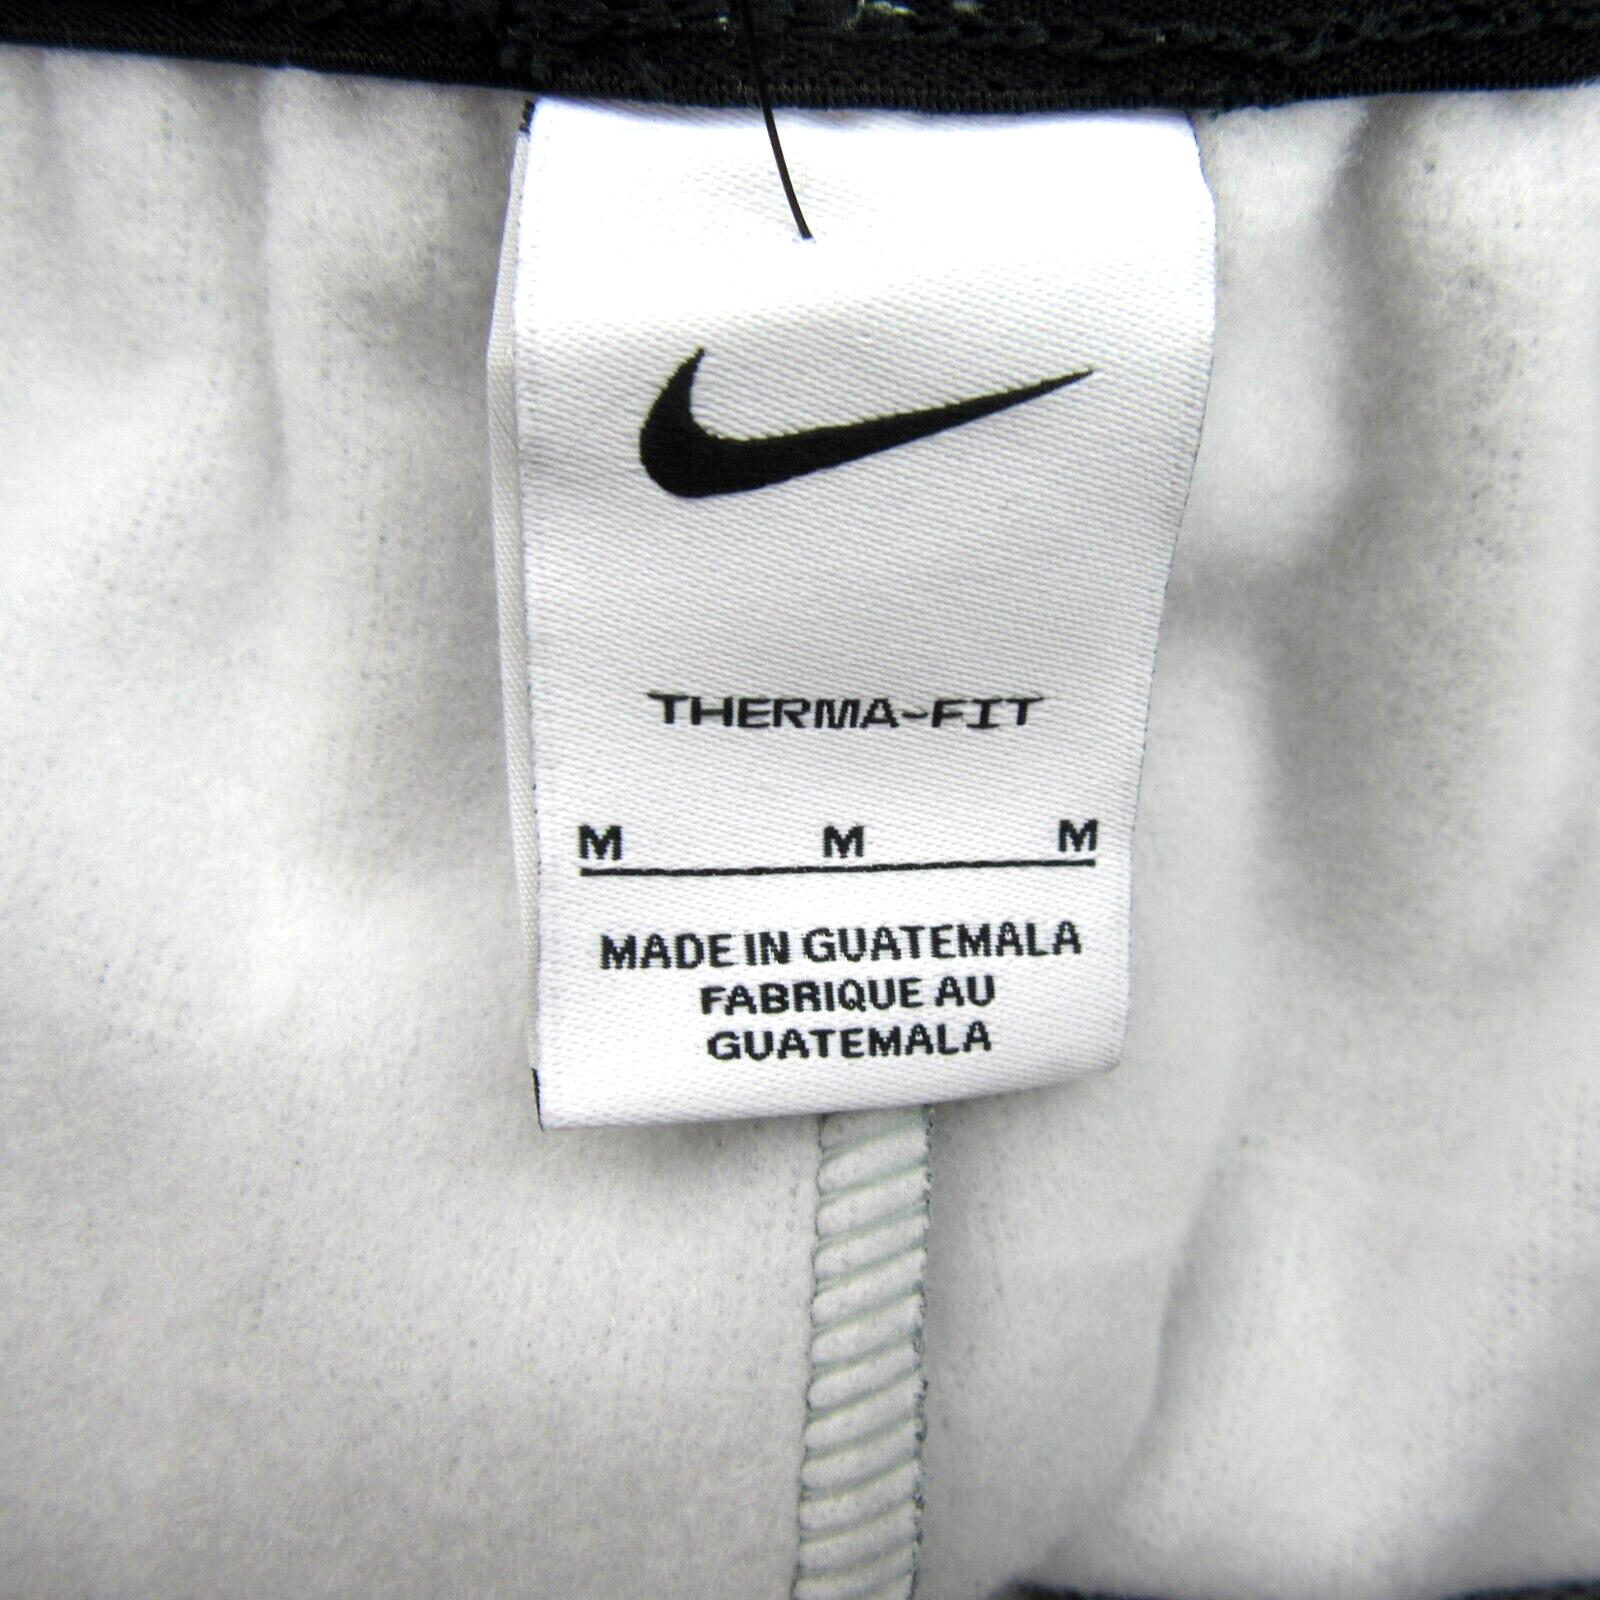 THERMA-FIT
M M M
MADE IN GUATEMALA
FABRIQUE AU
GUATEMALA